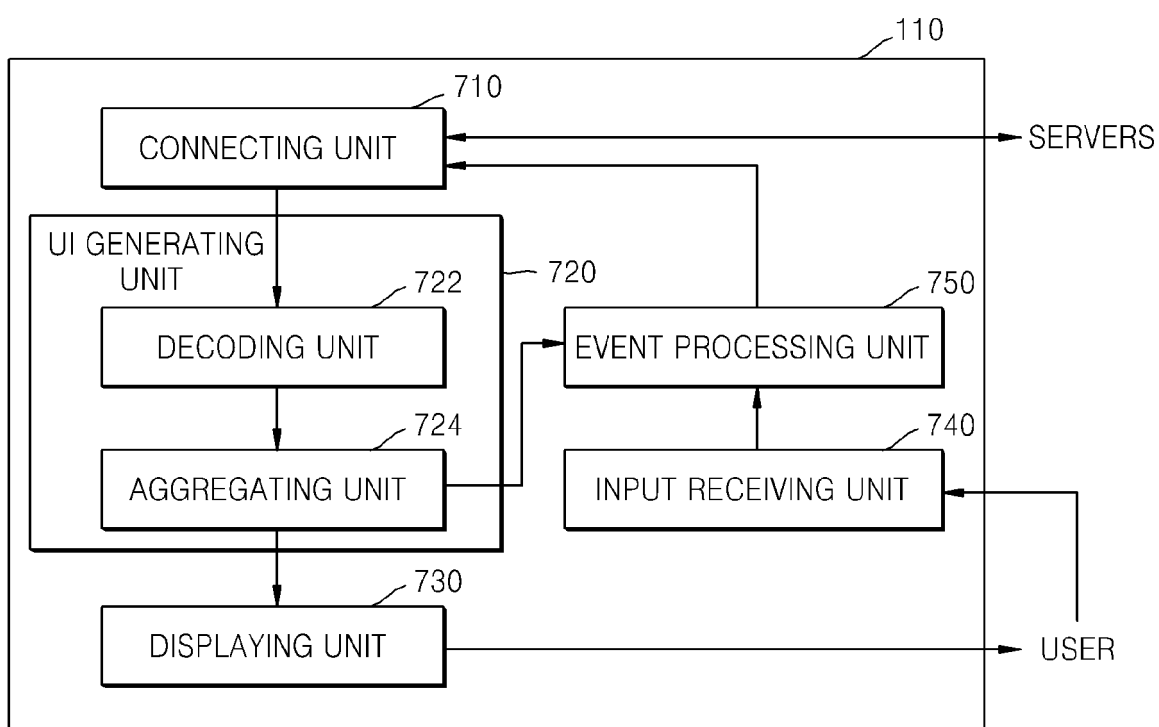 110
710
CONNECTING UNIT
SERVERS
UI GENERATING
UNIT
720
722
DECODING UNIT
750
EVENT PROCESSING UNIT
724
AGGREGATING UNIT
740
INPUT RECEIVING UNIT
730
DISPLAYING UNIT
USER